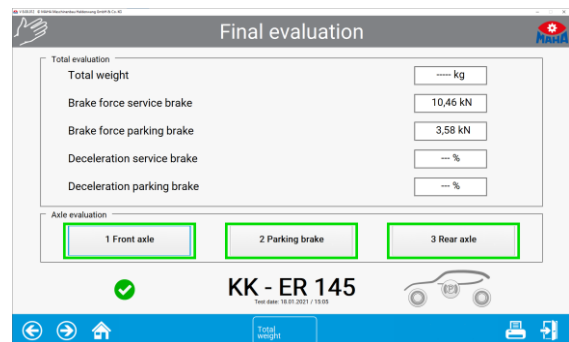 Final evaluation
MAHA
Total evaluation
Total weight
----- kg
Brake force service brake
10,46 kN
Brake force parking brake
3,58 kN
Deceleration service brake
--- %
Deceleration parking brake
--- %
Axle evaluation
1 Front axle
2 Parking brake
3 Rear axle
KK - ER 145
Test date: 18.01.2021 / 15:05
(P)
Total
weight